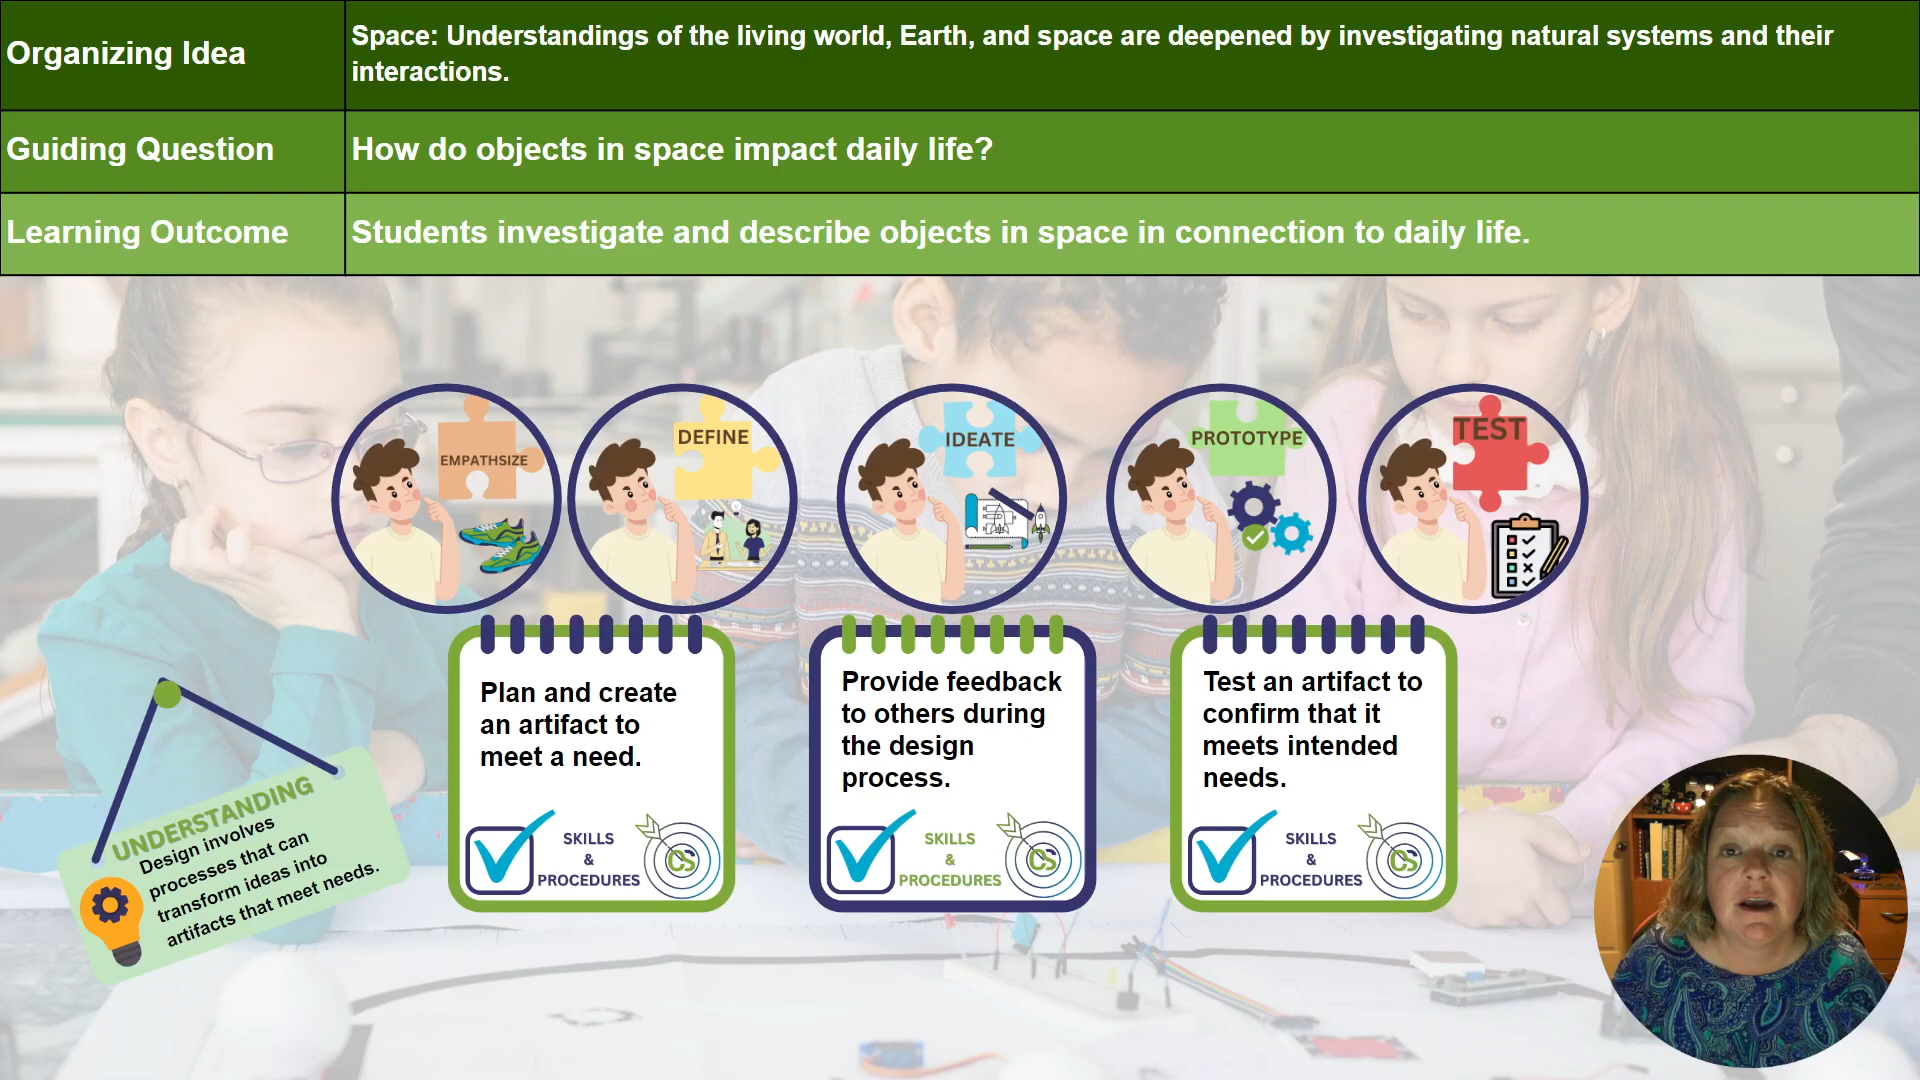 Organizing Idea
Space: Understandings of the living world, Earth, and space are deepened by investigating natural systems and their
interactions.
Guiding Question
How do objects in space impact daily life?
Learning Outcome
Students investigate and describe objects in space in connection to daily life.
EMPATHSIZE
DEFINE
IDEATE
PROTOTYPE
TEST
UNDERSTANDING
Design involves
processes that can
transform ideas into
artifacts that meet needs.
Plan and create
an artifact to
meet a need.
SKILLS
&
PROCEDURES
CS
Provide feedback
to others during
the design
process.
SKILLS
&
PROCEDURES
CS
Test an artifact to
confirm that it
meets intended
needs.
SKILLS
&
PROCEDURES
CS